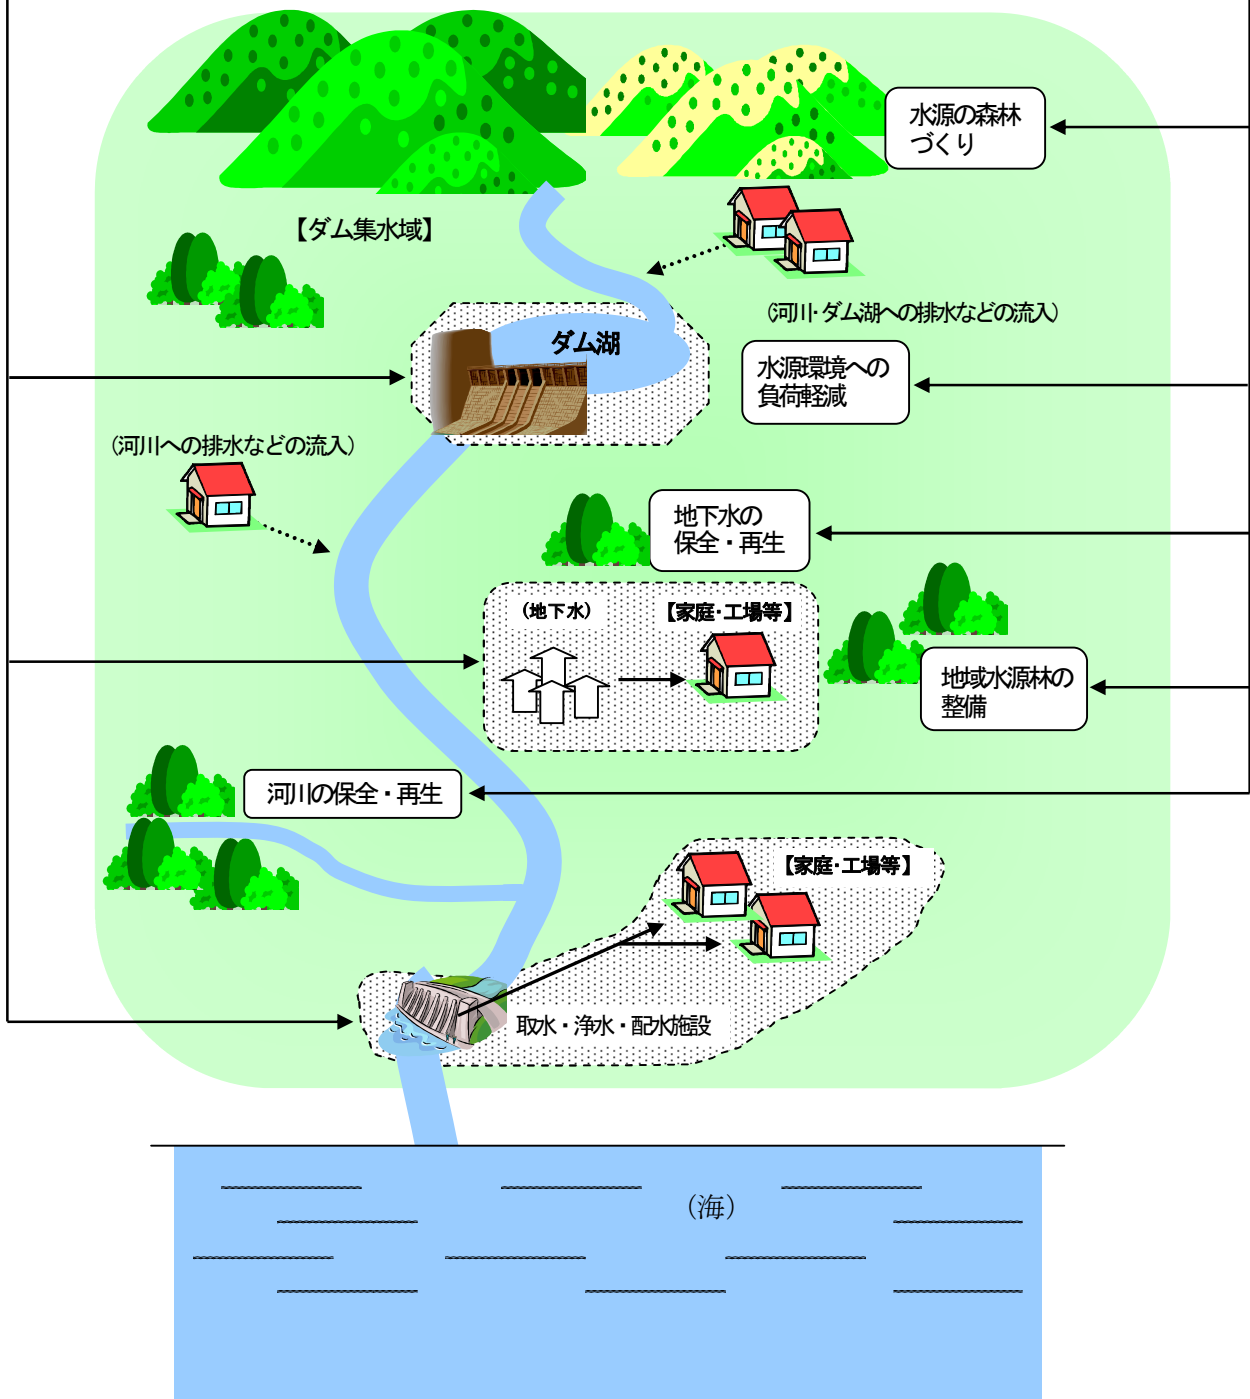 水源の森林
づくり
【ダム集水域】
（河川・ダム湖への排水などの流入）
ダム湖
水源環境への
負荷軽減
（河川への排水などの流入）
地下水の
保全・再生
（地下水）
【家庭・工場等】
地域水源林の
整備
河川の保全・再生
【家庭・工場等】
取水・浄水・配水施設
（海）